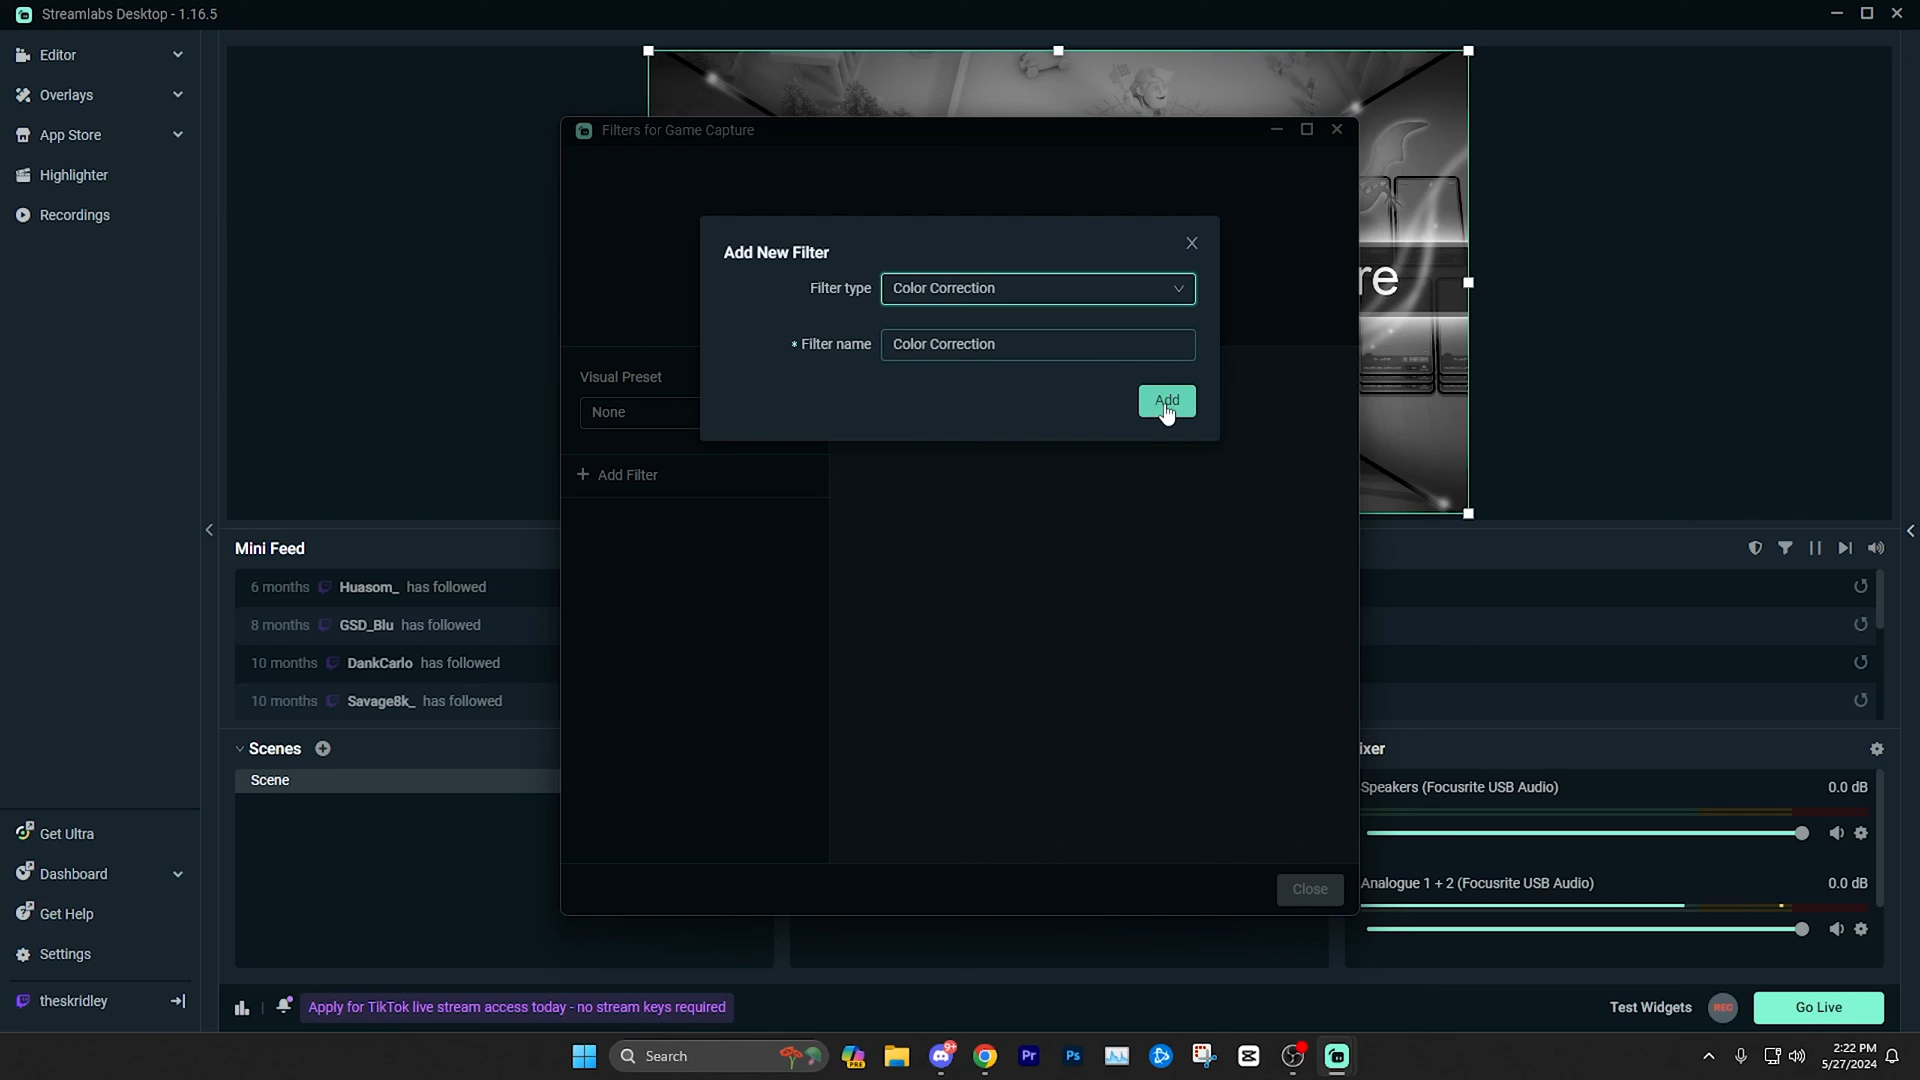 Streamlabs Desktop - 1.16.5
Editor
Overlays
App Store
Highlighter
Recordings
Filters for Game Capture
Add New Filter
Filter type
Color Correction
* Filter name
Color Correction
Add
re
Visual Preset
None
+ Add Filter
Close
Mini Feed
6 months Huasom_ has followed
8 months GSD_Blu has followed
10 months DankCarlo has followed
10 months Savage8k_ has followed
Scenes
Scene
ixer
Speakers (Focusrite USB Audio) 0.0 dB
Analogue 1 + 2 (Focusrite USB Audio) 0.0 dB
Get Ultra
Dashboard
Get Help
Settings
theskridley
Apply for TikTok live stream access today - no stream keys required
Test Widgets
REC
Go Live
Search
PRE
9+
Pr
Ps
2:22 PM
5/27/2024